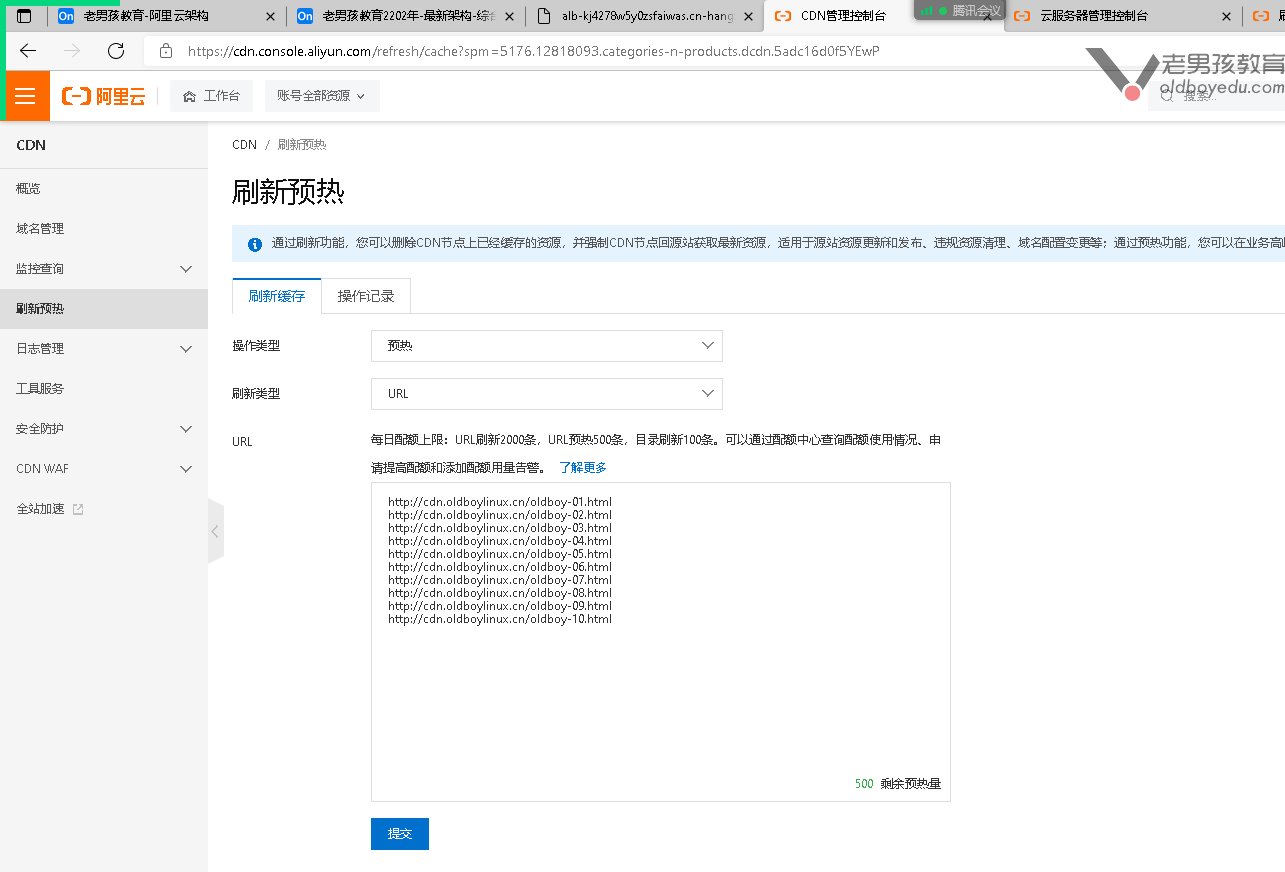 老男孩教育-阿里云架构
老男孩教育2202年-最新架构-综合
alb-kj4278w5y0zsfaiwas.cn-hang
CDN管理控制台
腾讯会议
云服务器管理控制台
https://cdn.console.aliyun.com/refresh/cache?spm=5176.12818093.categories-n-products.dcdn.5adc16d0f5YEwP
老男孩教育
oldboyedu.com
阿里云
工作台
账号全部资源
搜索...
CDN
概览
域名管理
监控查询
刷新预热
日志管理
工具服务
安全防护
CDN WAF
全站加速
CDN / 刷新预热
刷新预热
通过刷新功能，您可以删除CDN节点上已经缓存的资源，并强制CDN节点回源站获取最新资源，适用于源站资源更新和发布、违规资源清理、域名配置变更等；通过预热功能，您可以在业务高
刷新缓存
操作记录
操作类型
预热
刷新类型
URL
URL
每日配额上限：URL刷新2000条，URL预热500条，目录刷新100条。可以通过配额中心查询配额使用情况、申
请提高配额和添加配额用量告警。 了解更多
http://cdn.oldboylinux.cn/oldboy-01.html
http://cdn.oldboylinux.cn/oldboy-02.html
http://cdn.oldboylinux.cn/oldboy-03.html
http://cdn.oldboylinux.cn/oldboy-04.html
http://cdn.oldboylinux.cn/oldboy-05.html
http://cdn.oldboylinux.cn/oldboy-06.html
http://cdn.oldboylinux.cn/oldboy-07.html
http://cdn.oldboylinux.cn/oldboy-08.html
http://cdn.oldboylinux.cn/oldboy-09.html
http://cdn.oldboylinux.cn/oldboy-10.html
500 剩余预热量
提交